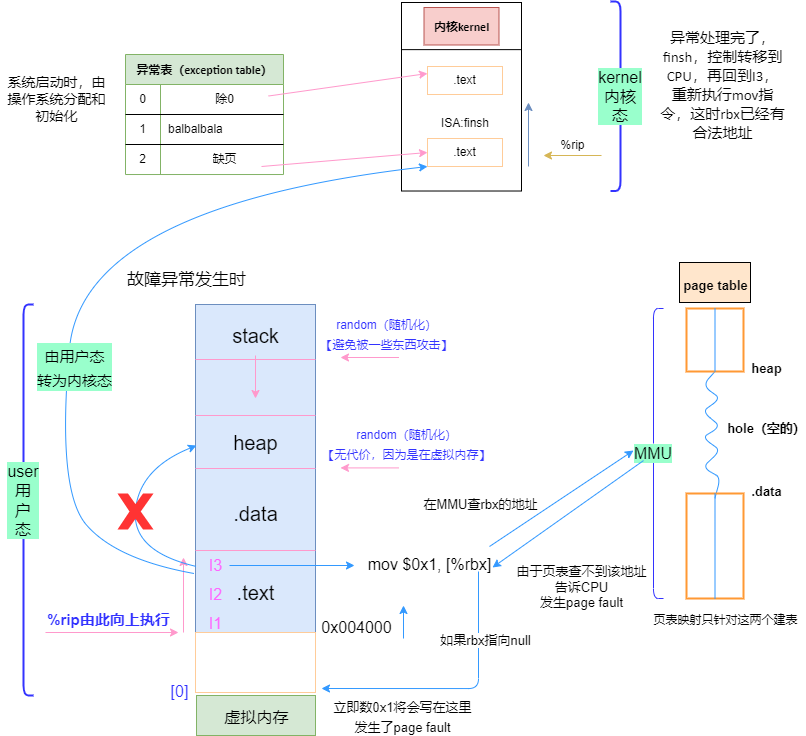 内核kernel
.text
ISA:finsh
.text
%rip
kernel
内核
态
异常处理完了，
finsh，控制转移到
CPU，再回到I3，
重新执行mov指
令，这时rbx已经有
合法地址
系统启动时，由
操作系统分配和
初始化
异常表（exception table）
0 除0
1 balbalbala
2 缺页
故障异常发生时
由用户态
转为内核态
user
用
户
态
stack
random（随机化）
【避免被一些东西攻击】
heap
random（随机化）
【无代价，因为是在虚拟内存】
.data
I3
I2
.text
I1
%rip由此向上执行
0x004000
[0]
虚拟内存
mov $0x1, [%rbx]
在MMU查rbx的地址
由于页表查不到该地址
告诉CPU
发生page fault
如果rbx指向null
立即数0x1将会写在这里
发生了page fault
MMU
page table
heap
hole（空的）
.data
页表映射只针对这两个建表